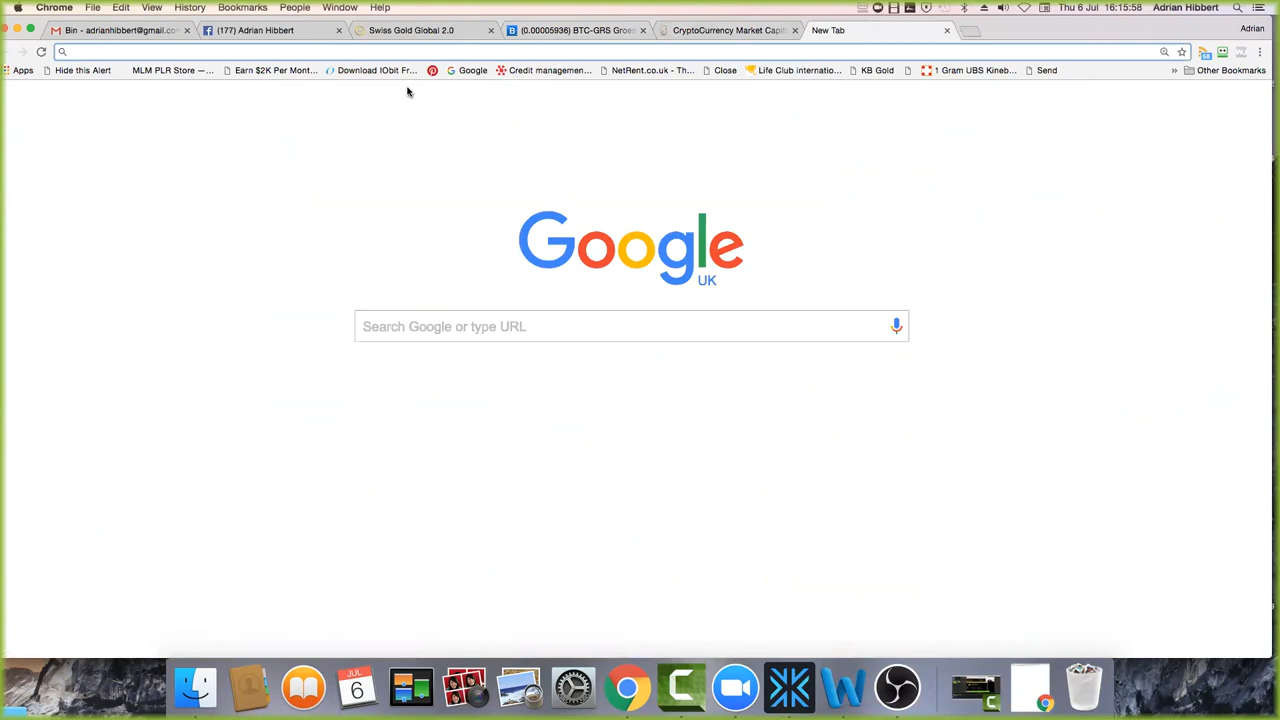 Chrome File Edit View History Bookmarks People Window Help Thu 6 Jul 16:15:58 Adrian Hibbert
Bin - adrianhibbert@gmail.co... (177) Adrian Hibbert Swiss Gold Global 2.0 (0.00005936) BTC-GRS Groes CryptoCurrency Market Capit New Tab Adrian
Apps Hide this Alert MLM PLR Store —... Earn $2K Per Mont... Download IObit Fr... Google Credit managemen... NetRent.co.uk - Th... Close Life Club internatio... KB Gold 1 Gram UBS Kineb... Send » Other Bookmarks
Google
UK
Search Google or type URL
JUL
6